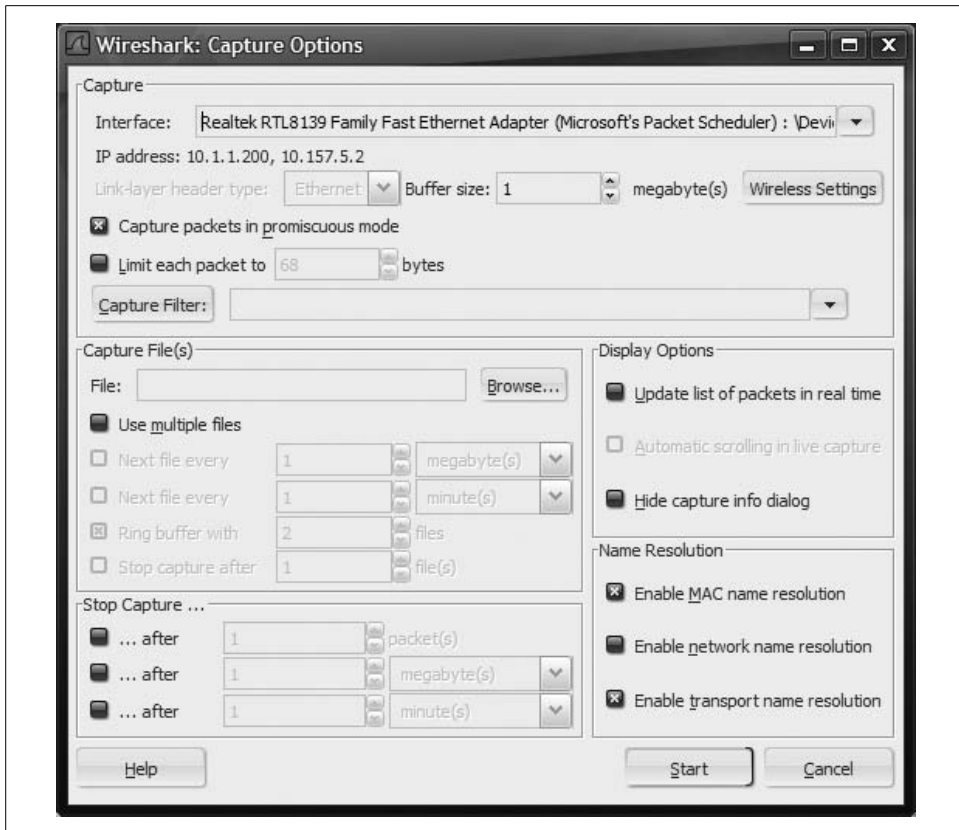 Wireshark: Capture Options
Capture
Interface: Realtek RTL8139 Family Fast Ethernet Adapter (Microsoft's Packet Scheduler) : \Devi
IP address: 10.1.1.200, 10.157.5.2
Link-layer header type: Ethernet Buffer size: 1 megabyte(s) Wireless Settings
Capture packets in promiscuous mode
Limit each packet to 68 bytes
Capture Filter:
Capture File(s)
File: Browse...
Use multiple files
Next file every 1 megabyte(s)
Next file every 1 minute(s)
Ring buffer with 2 files
Stop capture after 1 file(s)
Stop Capture ...
... after 1 packet(s)
... after 1 megabyte(s)
... after 1 minute(s)
Display Options
Update list of packets in real time
Automatic scrolling in live capture
Hide capture info dialog
Name Resolution
Enable MAC name resolution
Enable network name resolution
Enable transport name resolution
Help Start Cancel